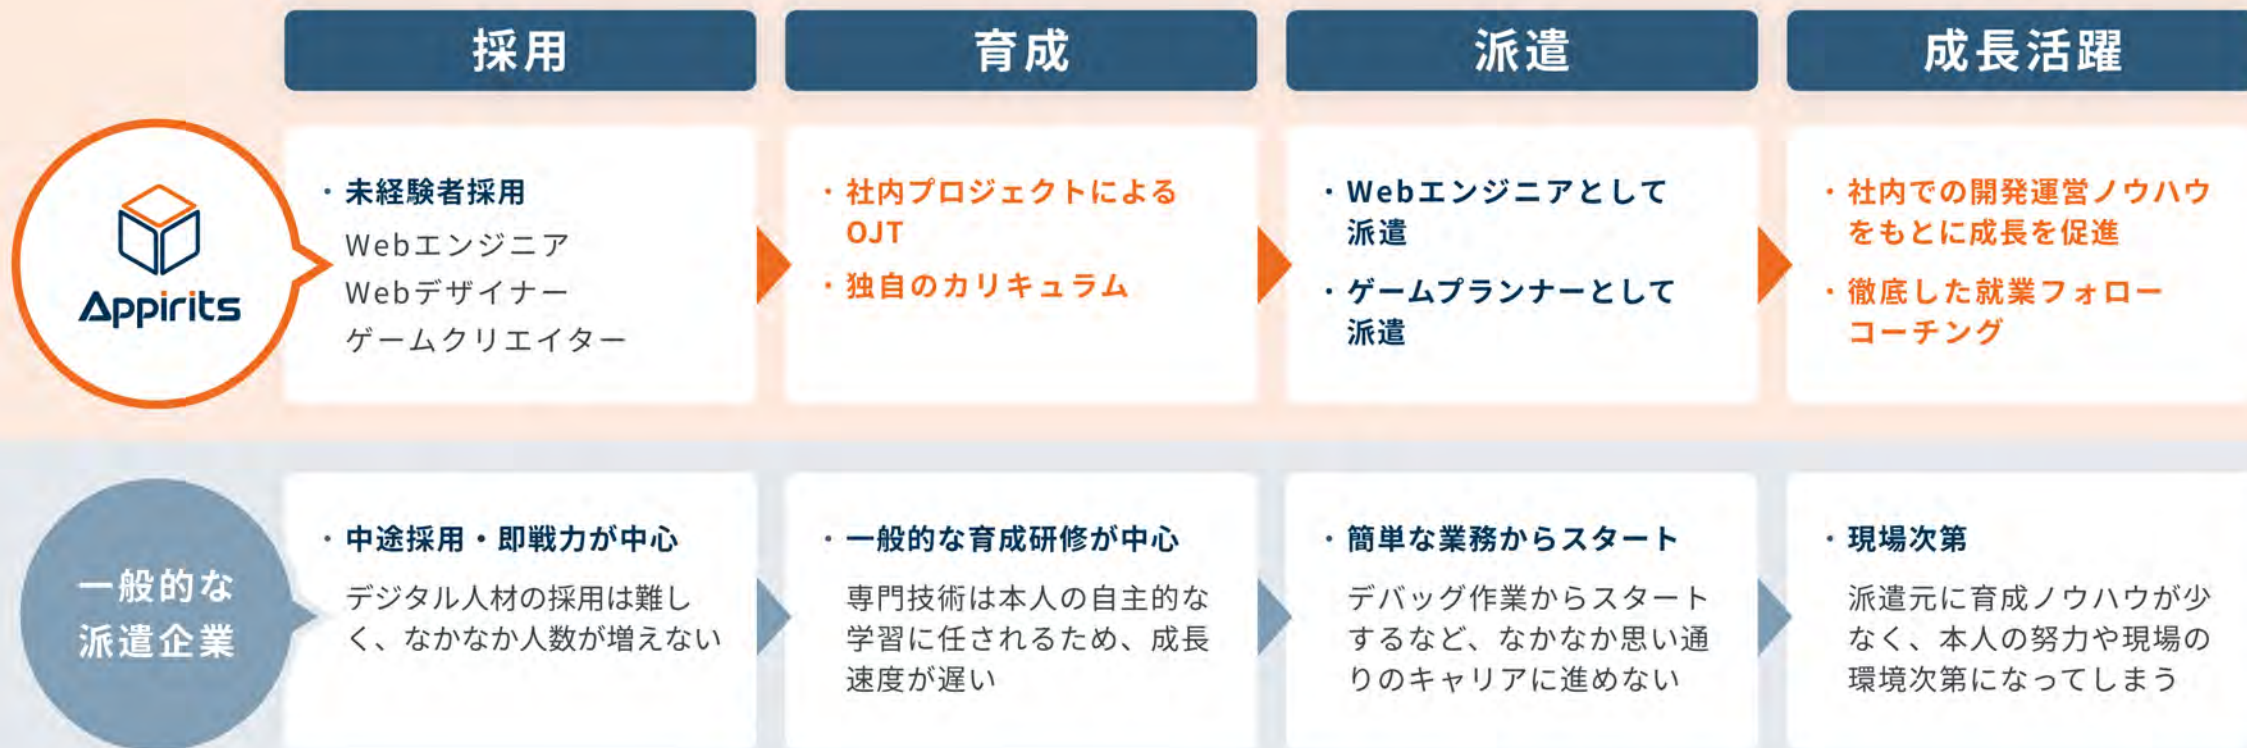 採用
育成
派遣
成長活躍
Appirits
・未経験者採用
Webエンジニア
Webデザイナー
ゲームクリエイター
・社内プロジェクトによる
OJT
・独自のカリキュラム
・Webエンジニアとして
派遣
・ゲームプランナーとして
派遣
・社内での開発運営ノウハウ
をもとに成長を促進
・徹底した就業フォロー
コーチング
一般的な
派遣企業
・中途採用・即戦力が中心
デジタル人材の採用は難し
く、なかなか人数が増えない
・一般的な育成研修が中心
専門技術は本人の自主的な
学習に任されるため、成長
速度が遅い
・簡単な業務からスタート
デバッグ作業からスタート
するなど、なかなか思い通
りのキャリアに進めない
・現場次第
派遣元に育成ノウハウが少
なく、本人の努力や現場の
環境次第になってしまう